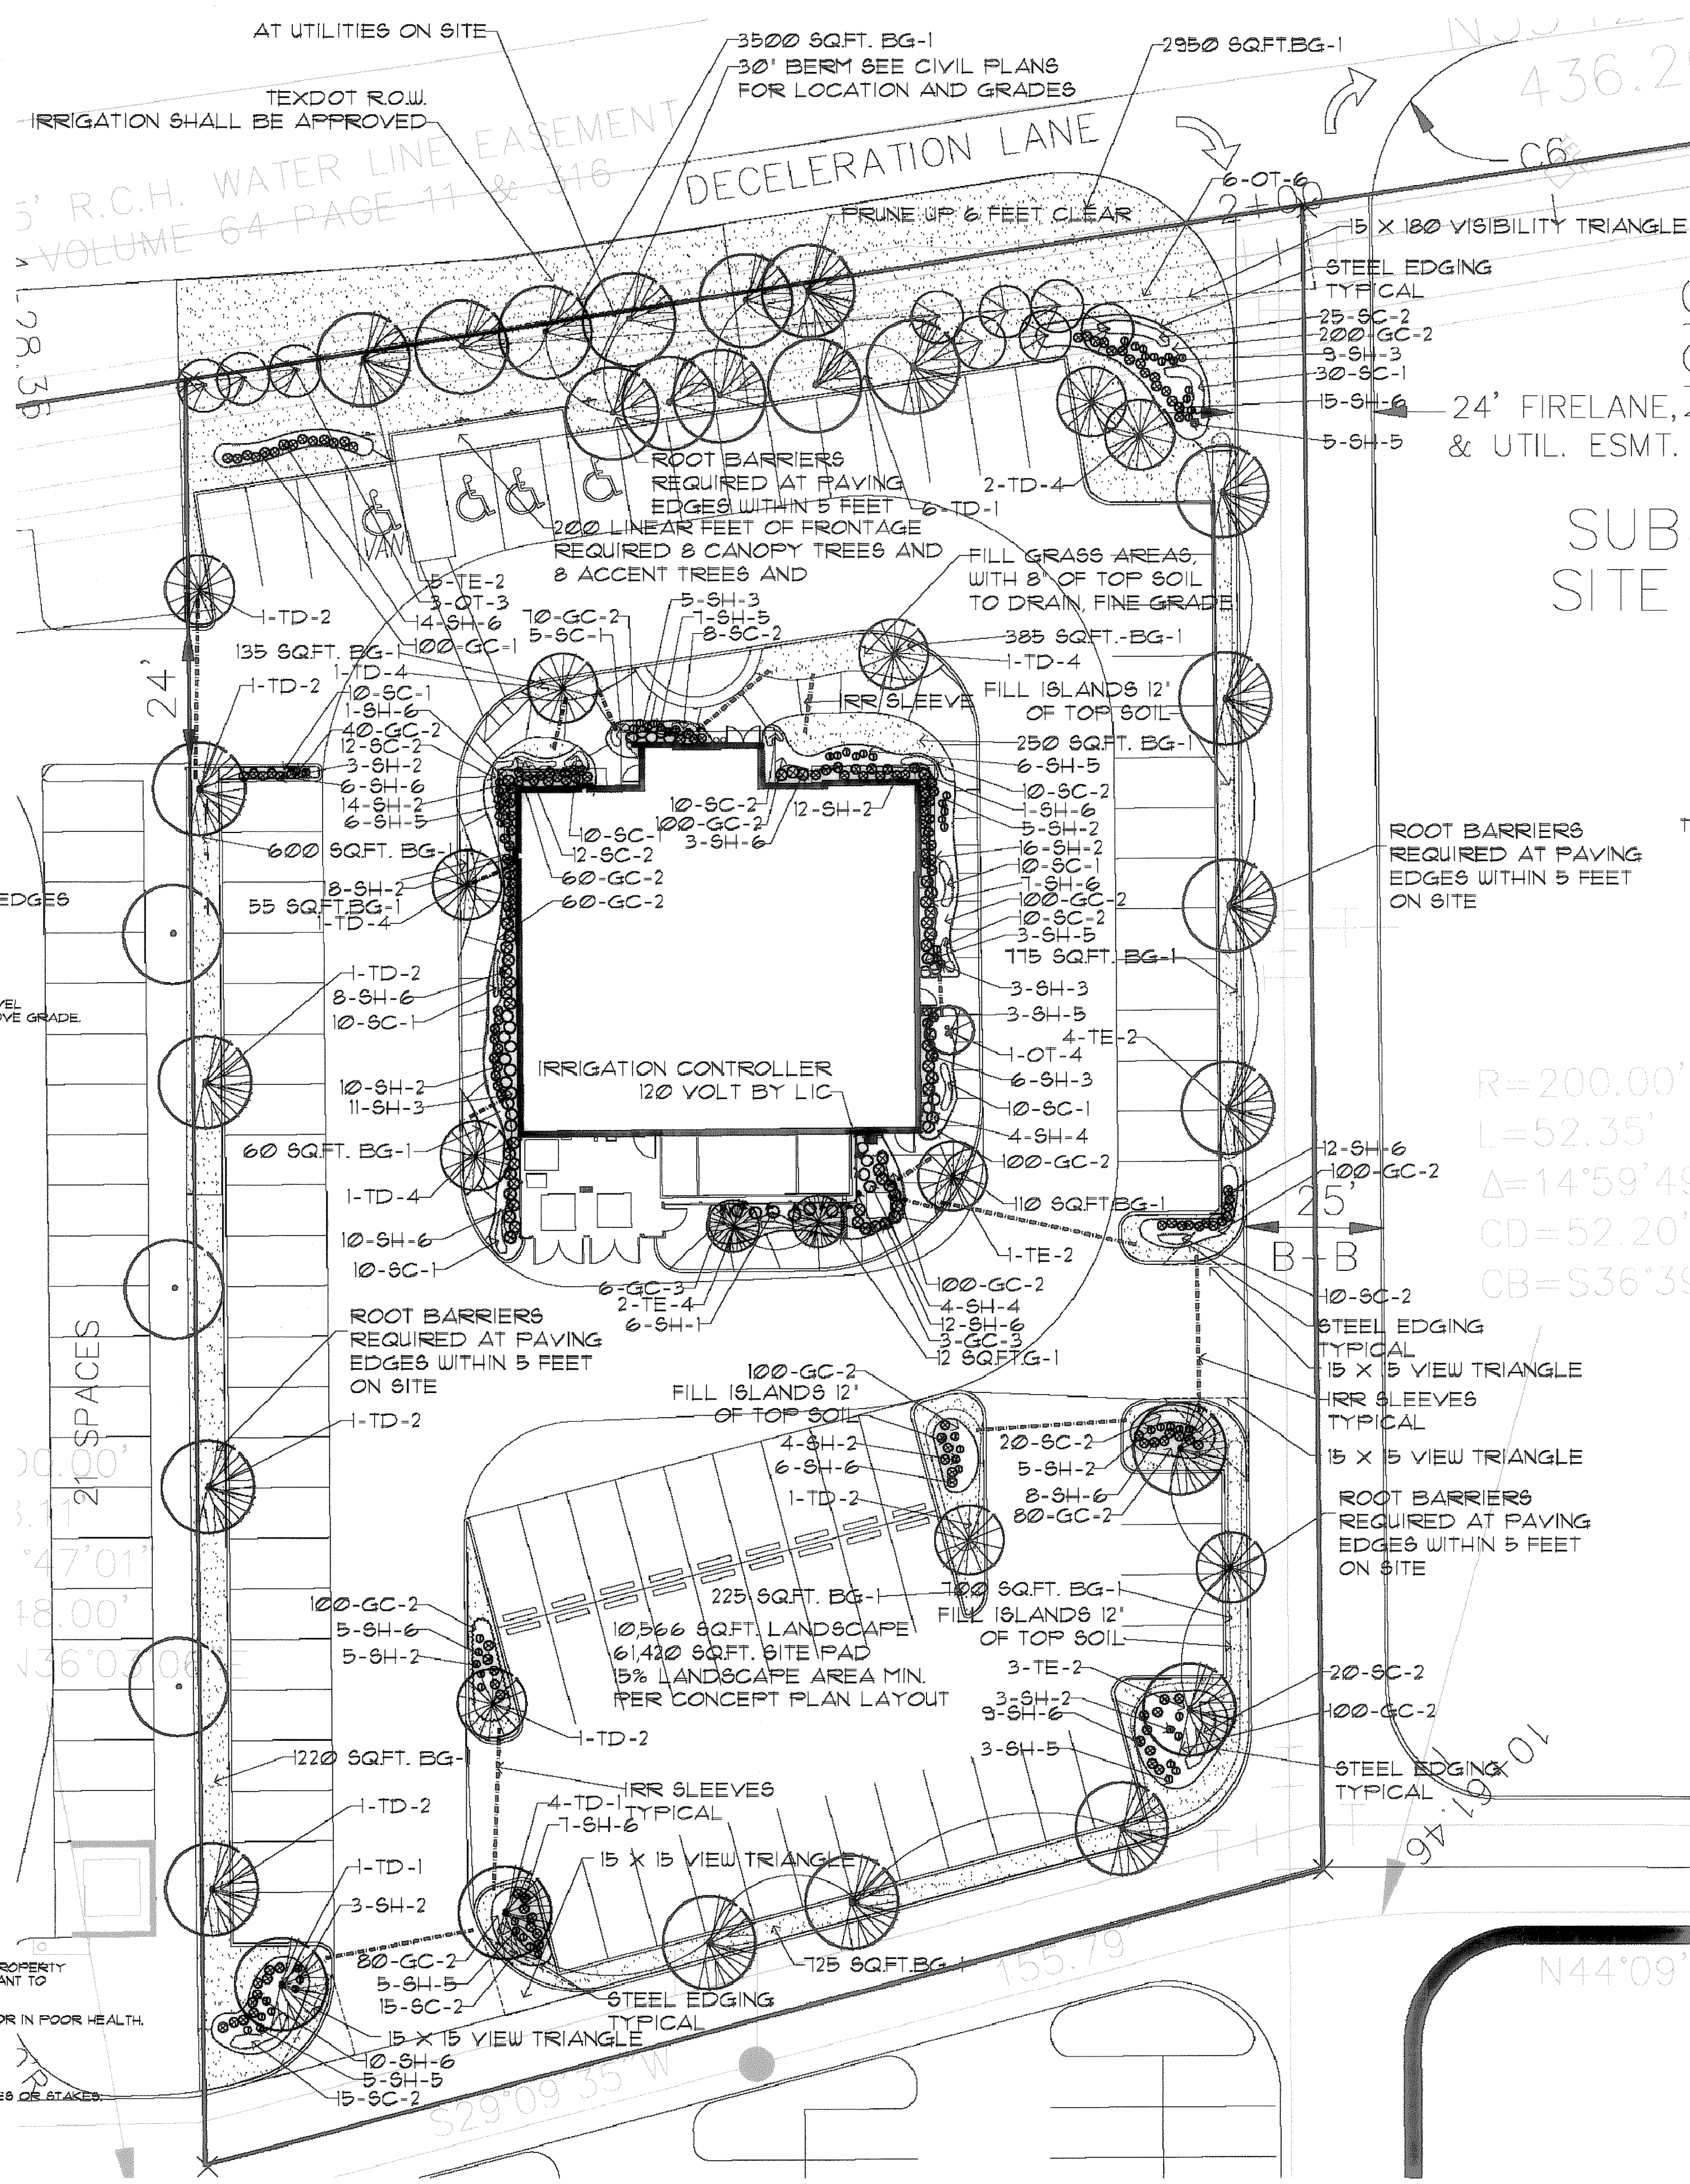 AT UTILITIES ON SITE
3500 SQ.FT. BG-1
30' BERM SEE CIVIL PLANS
FOR LOCATION AND GRADES
2950 SQ.FT.BG-1
436.2
TEXDOT R.O.W.
IRRIGATION SHALL BE APPROVED
5' R.C.H. WATER LINE EASEMENT
VOLUME 64 PAGE 11 & 316
DECELERATION LANE
C6
6-OT-6
2+00
PRUNE UP 6 FEET CLEAR
15 X 180 VISIBILITY TRIANGLE
STEEL EDGING
TYPICAL
25-SC-2
200-GC-2
9-SH-3
30-SC-1
15-SH-6
5-SH-5
24' FIRELANE,
& UTIL. ESMT.
SUB
SITE
ROOT BARRIERS
REQUIRED AT PAVING
EDGES WITHIN 5 FEET
2-TD-4
6-TD-1
200 LINEAR FEET OF FRONTAGE
REQUIRED 8 CANOPY TREES AND
8 ACCENT TREES AND
VAN
FILL GRASS AREAS,
WITH 8" OF TOP SOIL
TO DRAIN, FINE GRADE
5-TE-2
3-OT-3
14-SH-6
100-GC-1
1-TD-2
70-GC-2
5-SC-1
5-SH-3
7-SH-5
8-SC-2
385 SQ.FT.-BG-1
1-TD-4
24'
135 SQ.FT. BG-1
1-TD-4
1-TD-2
10-SC-1
1-SH-6
40-GC-2
12-SC-2
3-SH-2
6-SH-6
14-SH-2
6-SH-5
IRR SLEEVE
FILL ISLANDS 12"
OF TOP SOIL
250 SQ.FT. BG-1
6-SH-5
10-SC-2
1-SH-6
5-SH-2
16-SH-2
10-SC-1
7-SH-6
100-GC-2
10-SC-2
3-SH-5
775 SQ.FT. BG-1
10-SC-2
100-GC-2
3-SH-6
12-SH-2
10-SC-1
12-SC-2
60-GC-2
60-GC-2
600 SQ.FT. BG-1
18-SH-2
55 SQ.FT.BG-1
1-TD-4
ROOT BARRIERS
REQUIRED AT PAVING
EDGES WITHIN 5 FEET
ON SITE
EDGES
1-TD-2
8-SH-6
10-SC-1
3-SH-3
3-SH-5
4-TE-2
1-OT-4
6-SH-3
10-SC-1
4-SH-4
100-GC-2
IRRIGATION CONTROLLER
120 VOLT BY LIC
10-SH-2
11-SH-3
60 SQ.FT. BG-1
1-TD-4
10-SH-6
10-SC-1
R=200.00'
L=52.35'
Δ=14°59'49
CD=52.20'
CB=S36°39
12-SH-6
100-GC-2
110 SQ.FT.BG-1
1-TE-2
25'
B-B
6-GC-3
2-TE-4
6-SH-1
100-GC-2
4-SH-4
12-SH-6
3-GC-3
12 SQ.FT.G-1
10-SC-2
STEEL EDGING
TYPICAL
15 X 15 VIEW TRIANGLE
IRR SLEEVES
TYPICAL
15 X 15 VIEW TRIANGLE
ROOT BARRIERS
REQUIRED AT PAVING
EDGES WITHIN 5 FEET
ON SITE
21 SPACES
1-TD-2
100-GC-2
FILL ISLANDS 12"
OF TOP SOIL
4-SH-2
6-SH-6
1-TD-2
20-SC-2
5-SH-2
8-SH-6
80-GC-2
ROOT BARRIERS
REQUIRED AT PAVING
EDGES WITHIN 5 FEET
ON SITE
100-GC-2
5-SH-6
5-SH-2
225 SQ.FT. BG-1
700 SQ.FT. BG-1
FILL ISLANDS 12"
OF TOP SOIL
10,566 SQ.FT. LANDSCAPE
61,420 SQ.FT. SITE PAD
15% LANDSCAPE AREA MIN.
PER CONCEPT PLAN LAYOUT
3-TE-2
3-SH-2
9-SH-6
3-SH-5
20-SC-2
100-GC-2
STEEL EDGING
TYPICAL
1-TD-2
1220 SQ.FT. BG-1
1-TD-2
IRR SLEEVES
TYPICAL
4-TD-1
7-SH-6
15 X 15 VIEW TRIANGLE
1-TD-1
3-SH-2
80-GC-2
5-SH-5
15-SC-2
725 SQ.FT.BG-1
155.79
STEEL EDGING
TYPICAL
15 X 15 VIEW TRIANGLE
10-SH-6
5-SH-5
15-SC-2
S29°09'35"W
N44°09'
OR IN POOR HEALTH.
ES OR STAKES.